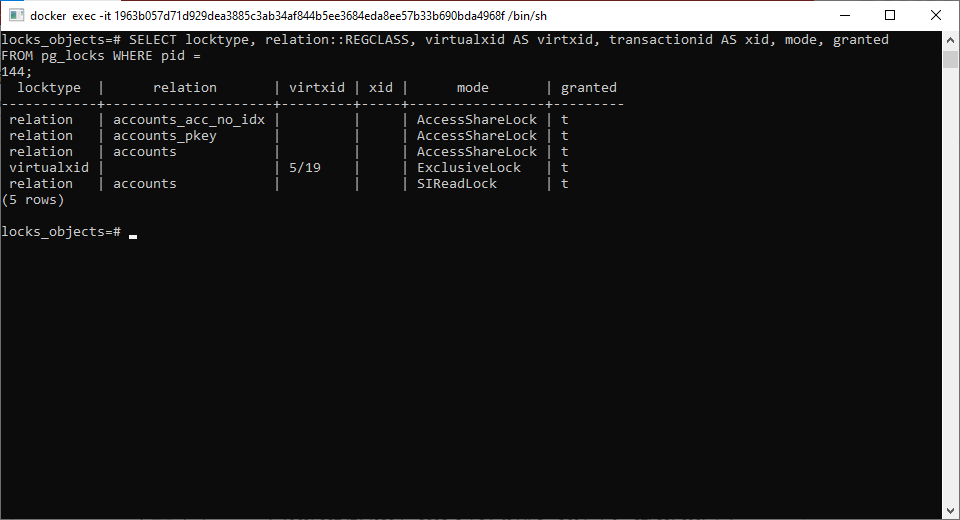 docker exec -it 1963b057d71d929dea3885c3ab34af844b5ee3684eda8ee57b33b690bda4968f /bin/sh
locks_objects=# SELECT locktype, relation::REGCLASS, virtualxid AS virtxid, transactionid AS xid, mode, granted
FROM pg_locks WHERE pid =
144;
  locktype  |      relation       | virtxid | xid |      mode       | granted
------------+---------------------+---------+-----+-----------------+---------
 relation   | accounts_acc_no_idx |         |     | AccessShareLock | t
 relation   | accounts_pkey       |         |     | AccessShareLock | t
 relation   | accounts            |         |     | AccessShareLock | t
 virtualxid |                     | 5/19    |     | ExclusiveLock   | t
 relation   | accounts            |         |     | SIReadLock      | t
(5 rows)
locks_objects=#